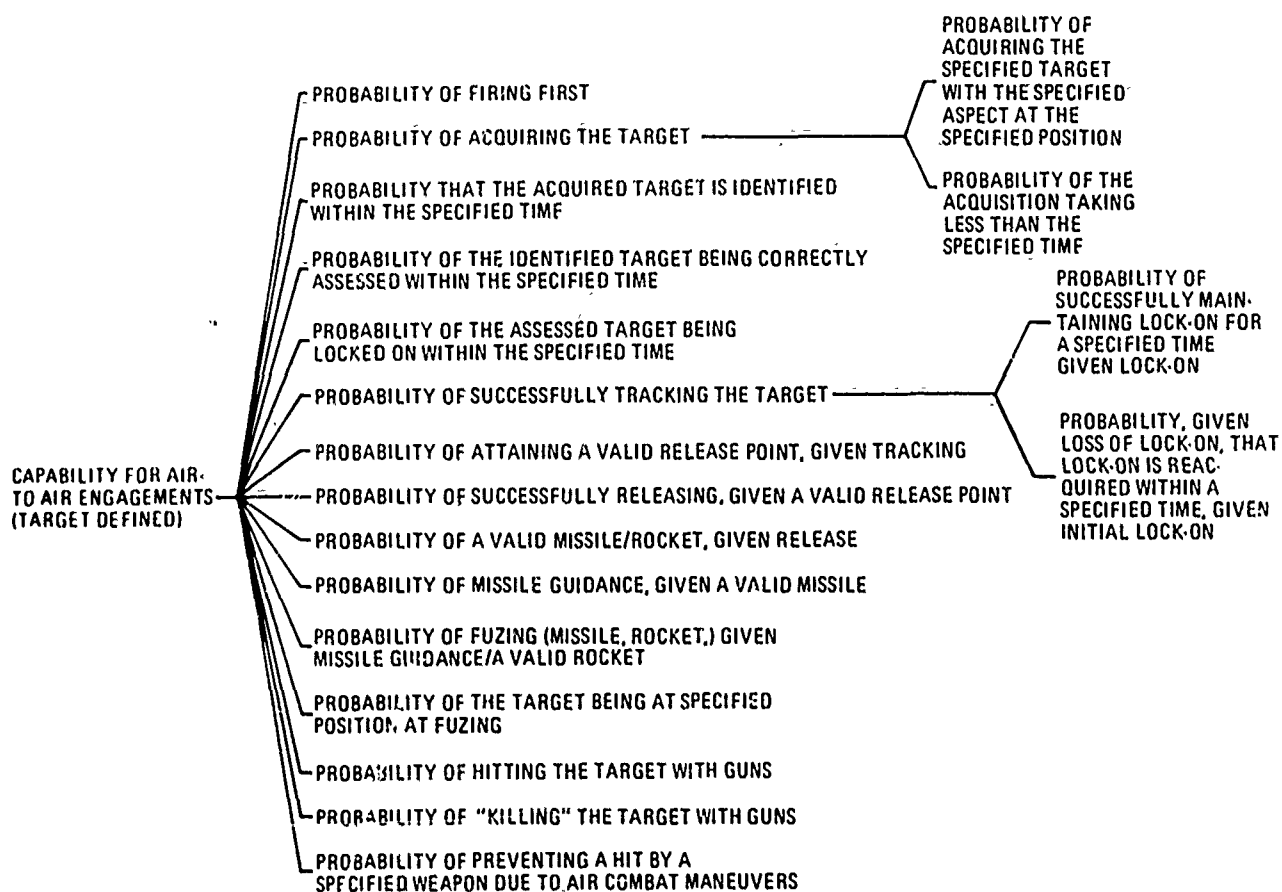 CAPABILITY FOR AIR-
TO AIR ENGAGEMENTS
(TARGET DEFINED)
PROBABILITY OF FIRING FIRST
PROBABILITY OF ACQUIRING THE TARGET
PROBABILITY OF
ACQUIRING THE
SPECIFIED TARGET
WITH THE SPECIFIED
ASPECT AT THE
SPECIFIED POSITION
PROBABILITY OF THE
ACQUISITION TAKING
LESS THAN THE
SPECIFIED TIME
PROBABILITY THAT THE ACQUIRED TARGET IS IDENTIFIED
WITHIN THE SPECIFIED TIME
PROBABILITY OF THE IDENTIFIED TARGET BEING CORRECTLY
ASSESSED WITHIN THE SPECIFIED TIME
PROBABILITY OF THE ASSESSED TARGET BEING
LOCKED ON WITHIN THE SPECIFIED TIME
PROBABILITY OF SUCCESSFULLY TRACKING THE TARGET
PROBABILITY OF
SUCCESSFULLY MAIN-
TAINING LOCK-ON FOR
A SPECIFIED TIME
GIVEN LOCK-ON
PROBABILITY, GIVEN
LOSS OF LOCK-ON, THAT
LOCK-ON IS REAC-
QUIRED WITHIN A
SPECIFIED TIME, GIVEN
INITIAL LOCK-ON
PROBABILITY OF ATTAINING A VALID RELEASE POINT, GIVEN TRACKING
PROBABILITY OF SUCCESSFULLY RELEASING, GIVEN A VALID RELEASE POINT
PROBABILITY OF A VALID MISSILE/ROCKET, GIVEN RELEASE
PROBABILITY OF MISSILE GUIDANCE, GIVEN A VALID MISSILE
PROBABILITY OF FUZING (MISSILE, ROCKET,) GIVEN
MISSILE GUIDANCE/A VALID ROCKET
PROBABILITY OF THE TARGET BEING AT SPECIFIED
POSITION AT FUZING
PROBABILITY OF HITTING THE TARGET WITH GUNS
PROBABILITY OF "KILLING" THE TARGET WITH GUNS
PROBABILITY OF PREVENTING A HIT BY A
SPECIFIED WEAPON DUE TO AIR COMBAT MANEUVERS